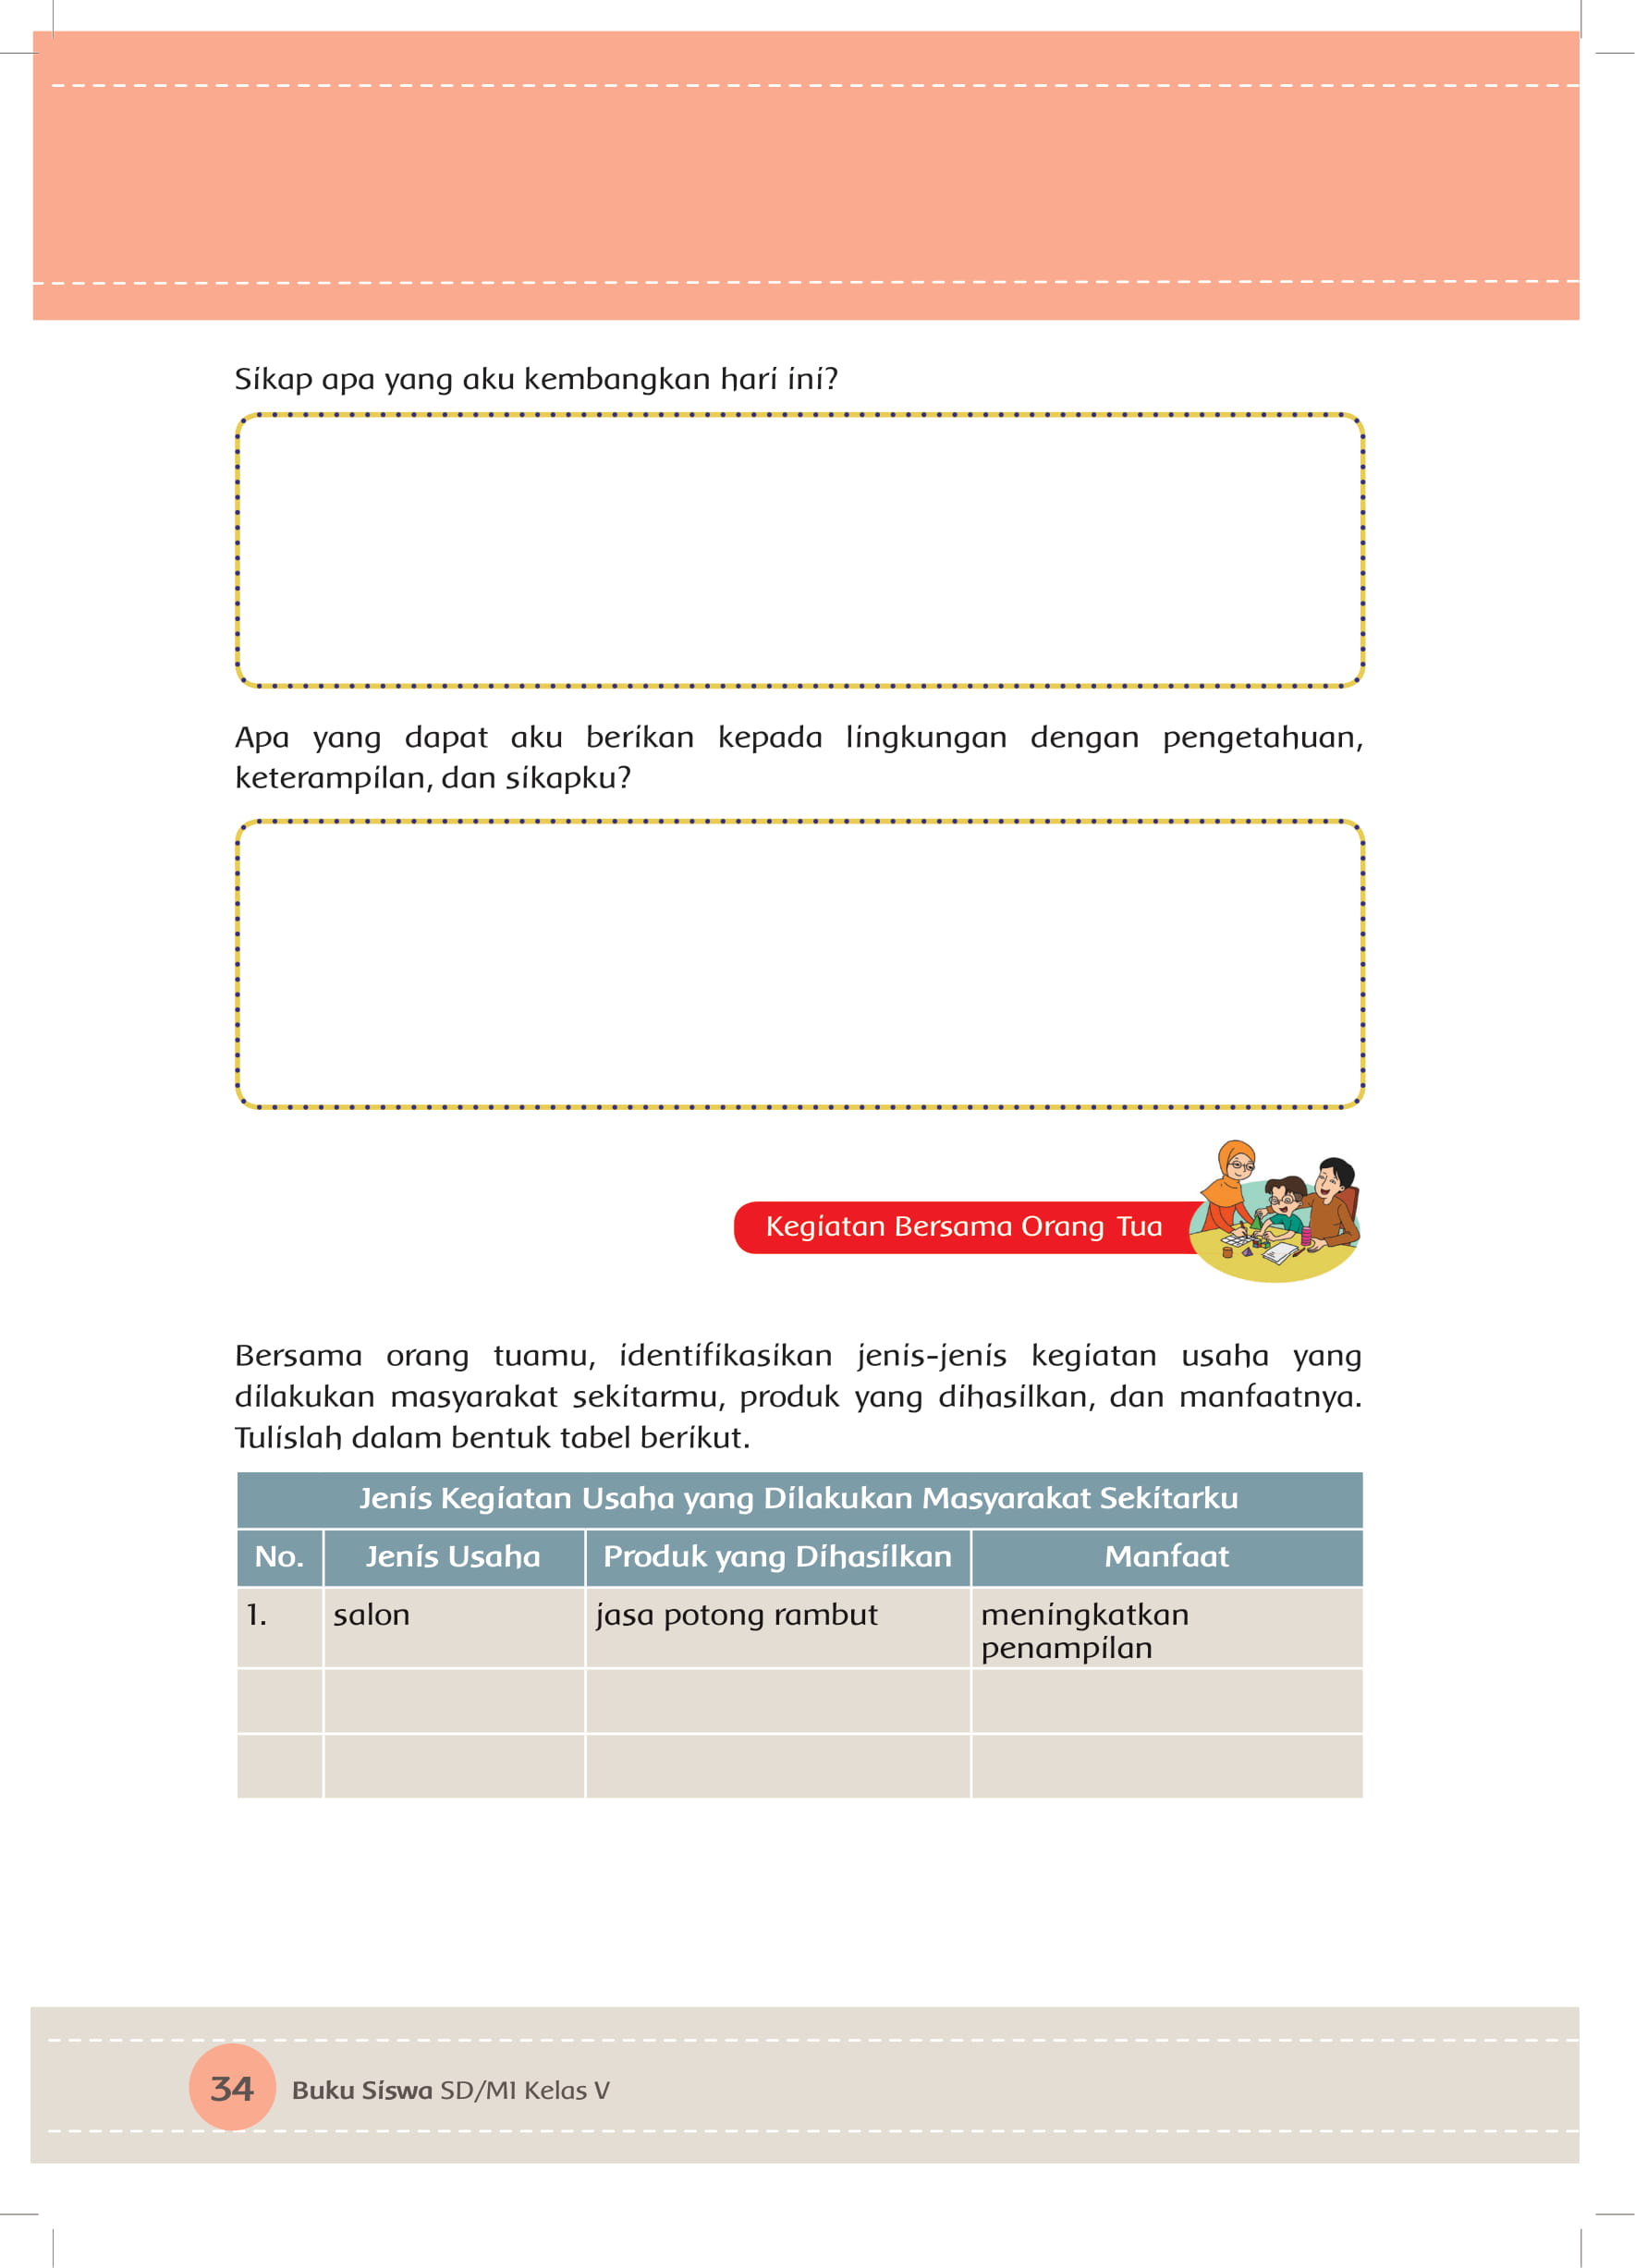 Sikap apa yang aku kembangkan hari ini?
Apa yang dapat aku berikan kepada lingkungan dengan pengetahuan,
keterampilan, dan sikapku?
Kegiatan Bersama Orang Tua
Bersama orang tuamu, identifikasikan jenis-jenis kegiatan usaha yang
dilakukan masyarakat sekitarmu, produk yang dihasilkan, dan manfaatnya.
Tulislah dalam bentuk tabel berikut.
Jenis Kegiatan Usaha yang Dilakukan Masyarakat Sekitarku
No. Jenis Usaha Produk yang Dihasilkan Manfaat
1. salon jasa potong rambut meningkatkan
penampilan
34 Buku Siswa SD/MI Kelas V